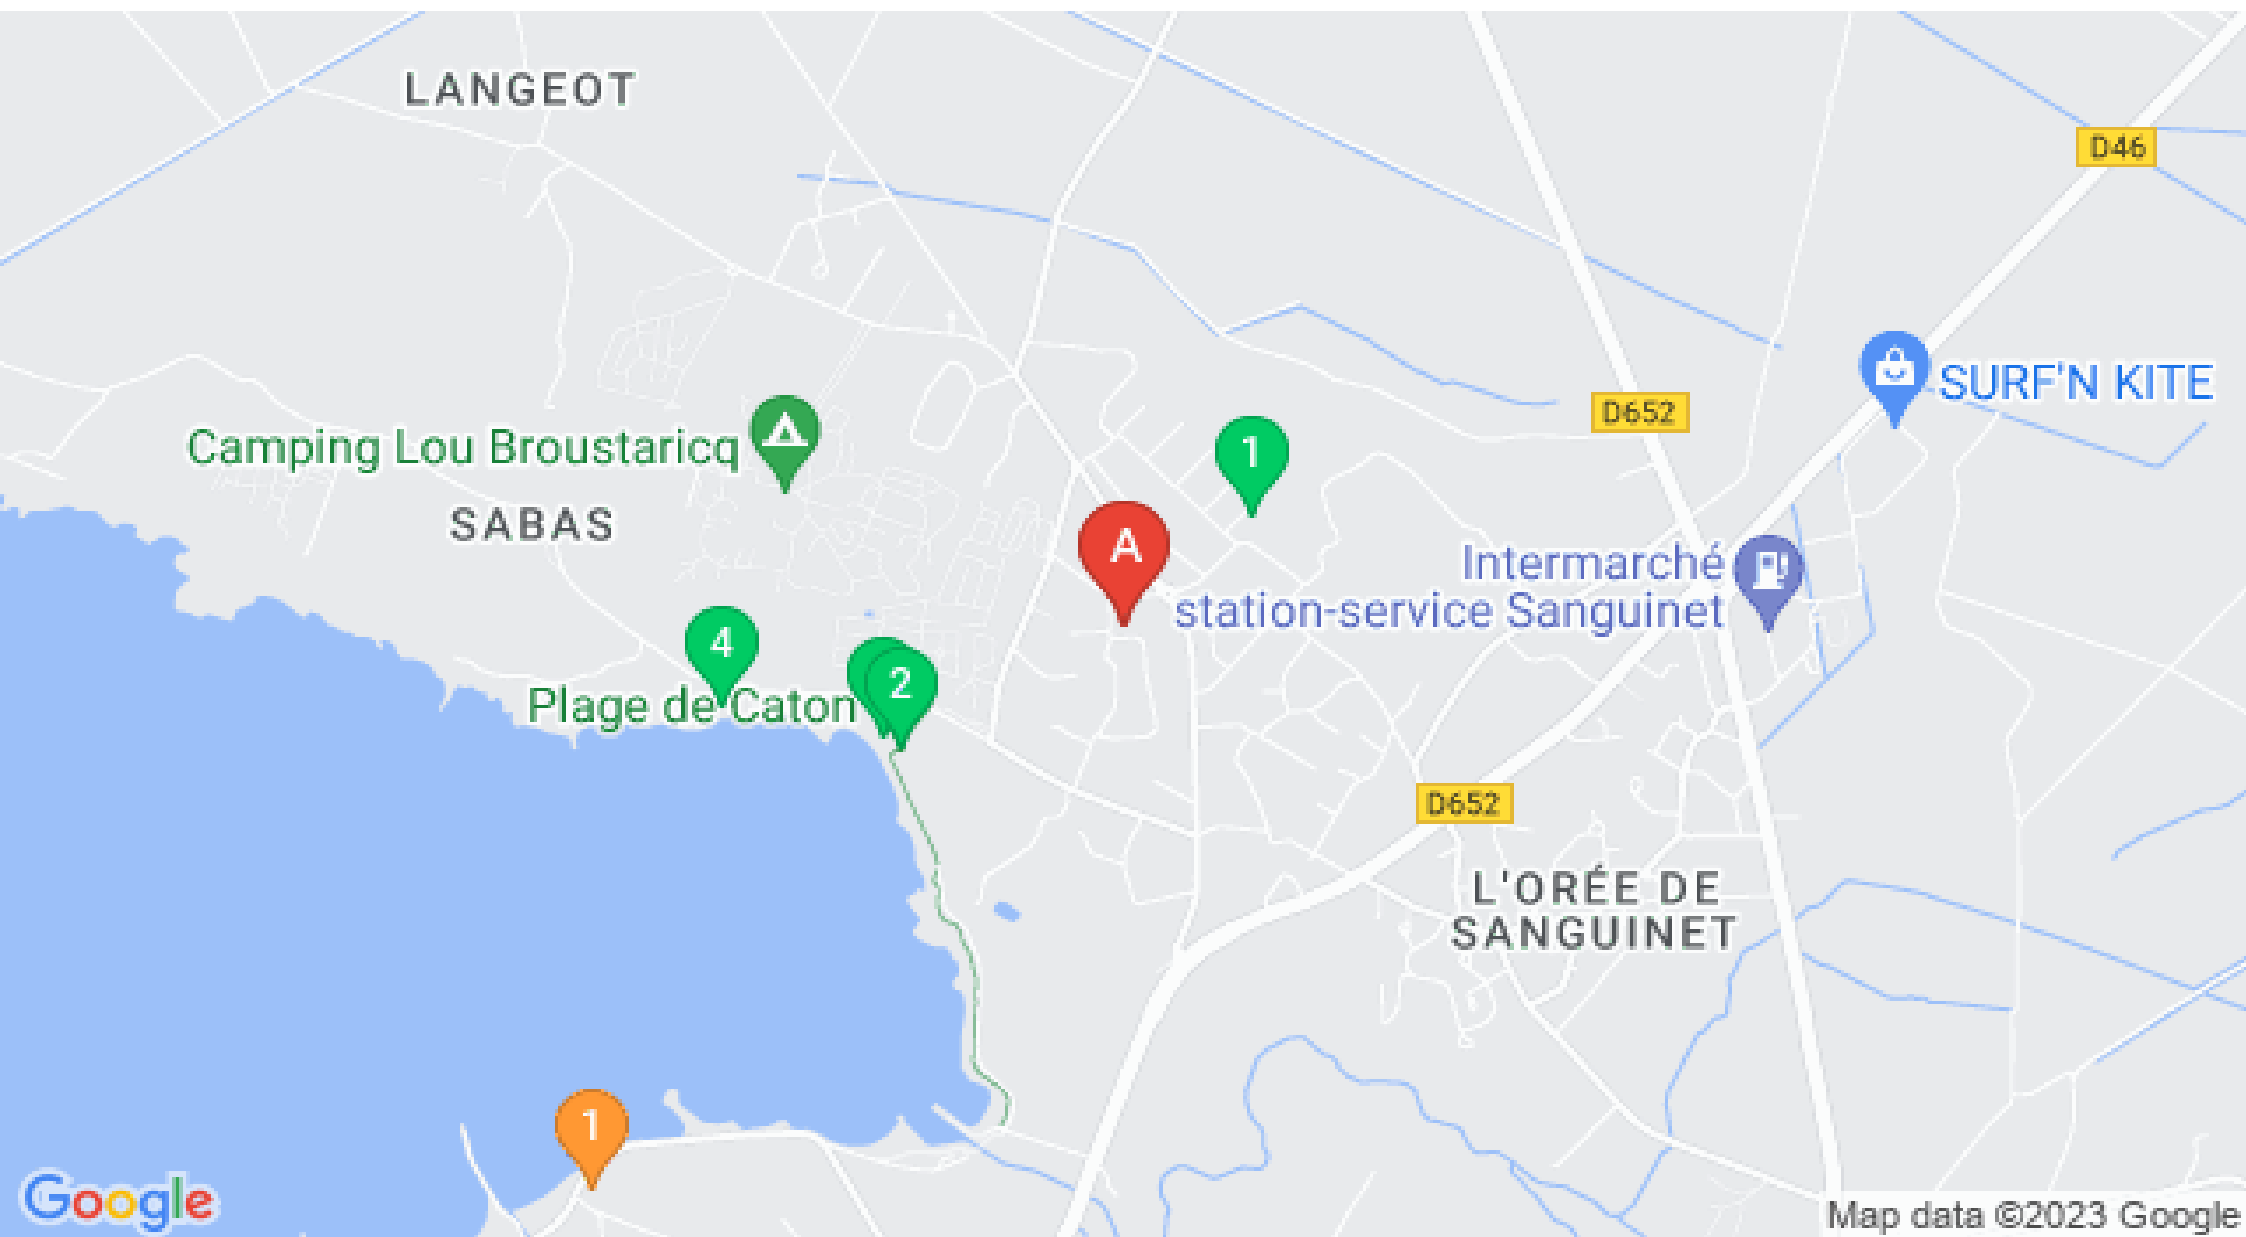 LANGEOT
D46
SURF'N KITE
D652
Camping Lou Broustaricq
1
SABAS
A
Intermarché
station-service Sanguinet
4
2
Plage de Caton
D652
L'ORÉE DE
SANGUINET
1
Google
Map data ©2023 Google